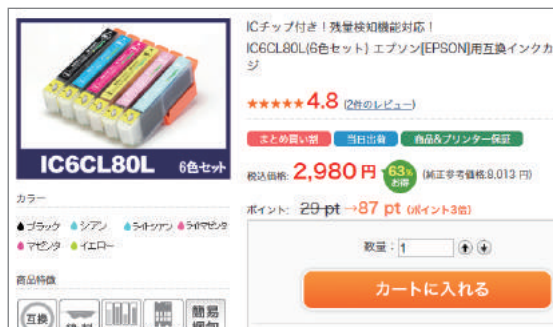 ICチップ付き!残量検知機能対応!
IC6CL80L(6色セット) エプソン[EPSON]用互換インクカ
ジ
★★★★★4.8 (2件のレビュー)
まとめ買い割 当日出荷 商品&プリンター保証
税込価格: 2,980 円 63% お得 (純正参考価格:8,013 円)
ポイント: 29 pt →87 pt (ポイント3倍)
数量: 1
カートに入れる
IC6CL80L 6色セット
カラー
ブラック シアン ライトシアン ライトマゼンタ
マゼンタ イエロー
商品特徴
互換
簡易